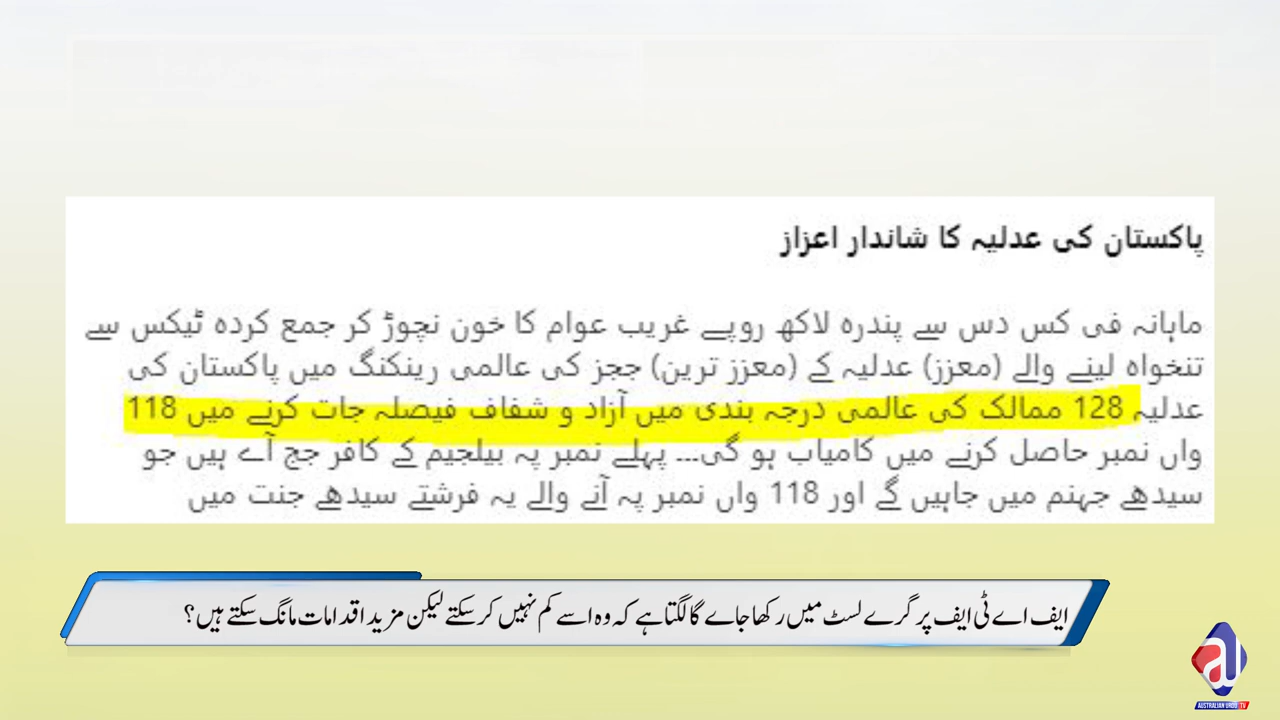 پاکستان کی عدلیہ کا شاندار اعزاز
ماہانہ فی کس دس سے پندرہ لاکھ روپے غریب عوام کا خون نچوڑ کر جمع کردہ ٹیکس سے
تنخواہ لینے والے (معزز) عدلیہ کے (معزز ترین) ججز کی عالمی رینکنگ میں پاکستان کی
عدلیہ 128 ممالک کی عالمی درجہ بندی میں آزاد و شفاف فیصلہ جات کرنے میں 118
واں نمبر حاصل کرنے میں کامیاب ہو گی... پہلے نمبر پہ بیلجیم کے کافر جج آے ہیں جو
سیدھے جہنم میں جاہیں گے اور 118 واں نمبر پہ آنے والے یہ فرشتے سیدھے جنت میں
ایف اے ٹی ایف پر گرے لسٹ میں رکھا جاے گا لگتا ہے کہ وہ اسے کم نہیں کر سکتے لیکن مزید اقدامات مانگ سکتے ہیں؟
AUSTRALIAN URDU TV